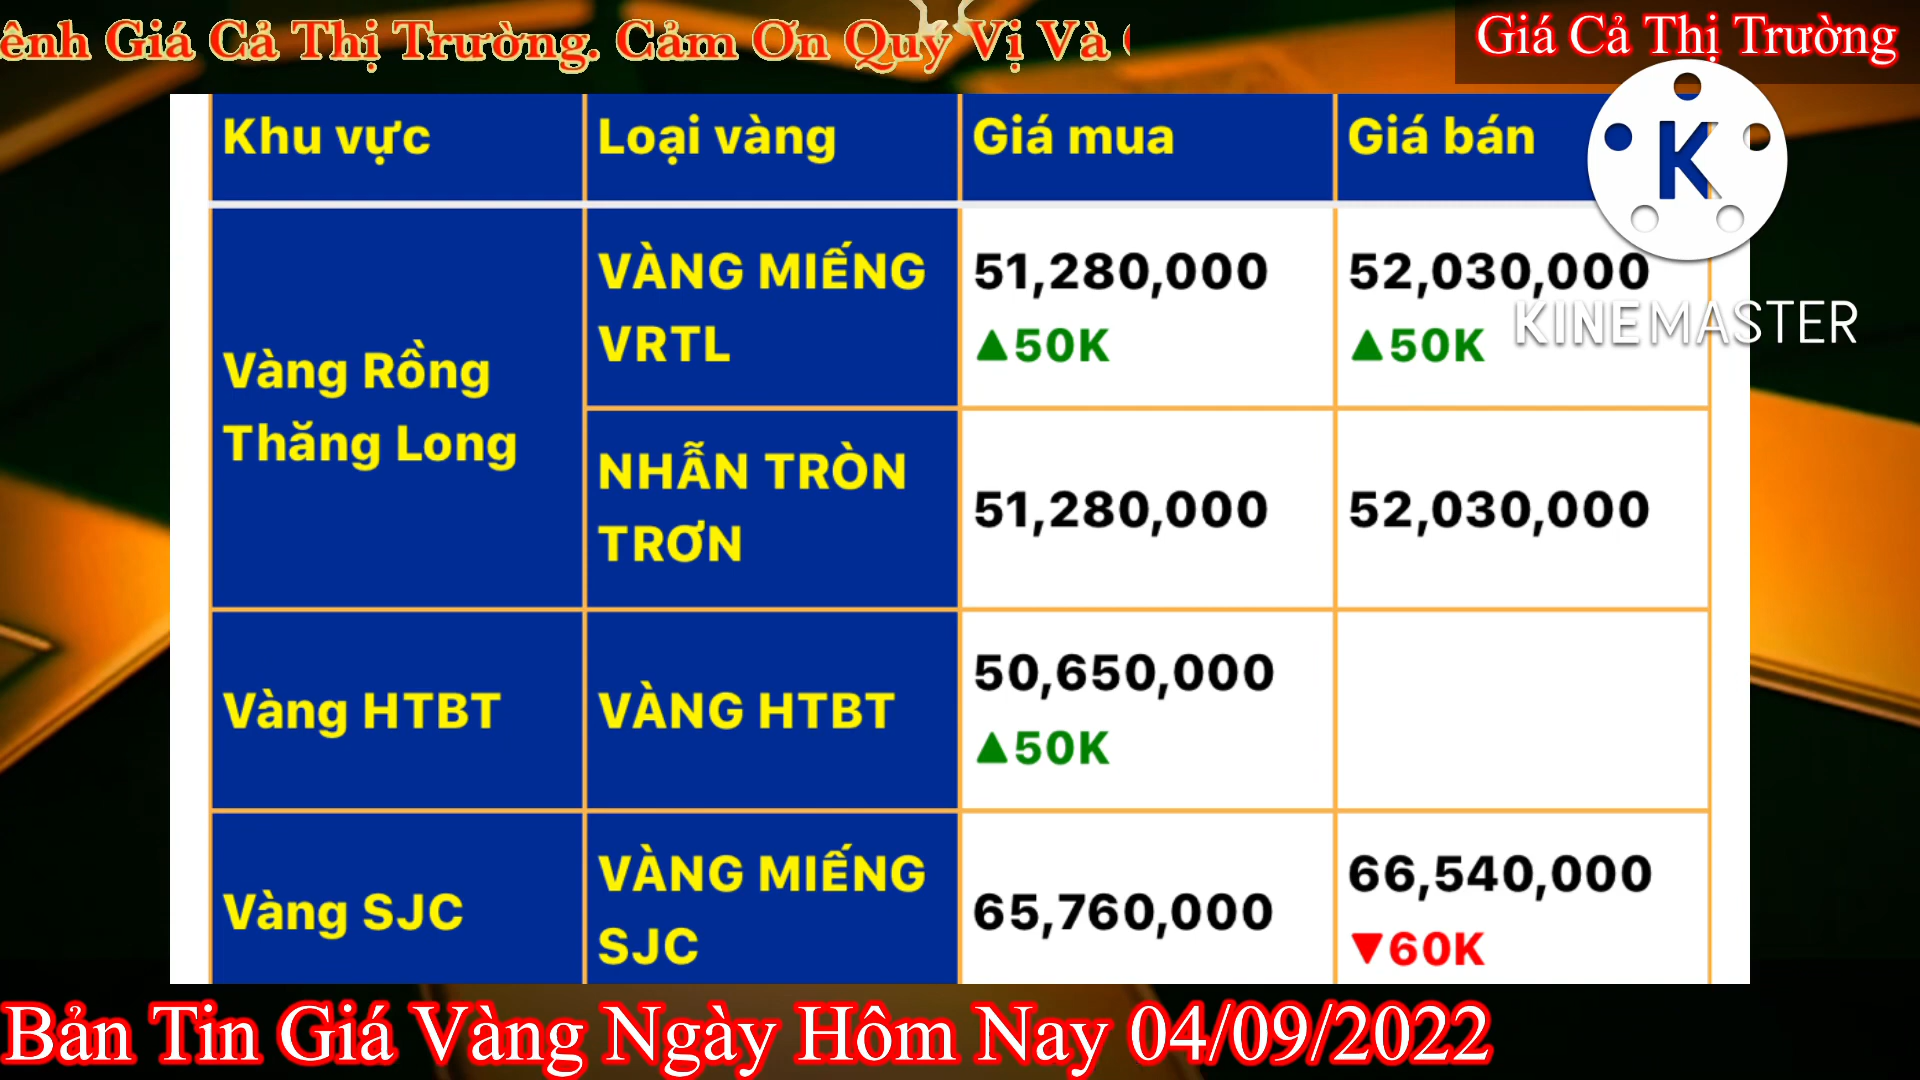 ênh Giá Cả Thị Trường. Cảm Ơn Quý Vị Và
Giá Cả Thị Trường
Khu vực Loại vàng Giá mua Giá bán
K
KINEMASTER
Vàng Rồng
Thăng Long
VÀNG MIẾNG
VRTL
51,280,000
▲50K
52,030,000
▲50K
NHẪN TRÒN
TRƠN
51,280,000
52,030,000
Vàng HTBT
VÀNG HTBT
50,650,000
▲50K
Vàng SJC
VÀNG MIẾNG
SJC
65,760,000
66,540,000
▼60K
Bản Tin Giá Vàng Ngày Hôm Nay 04/09/2022